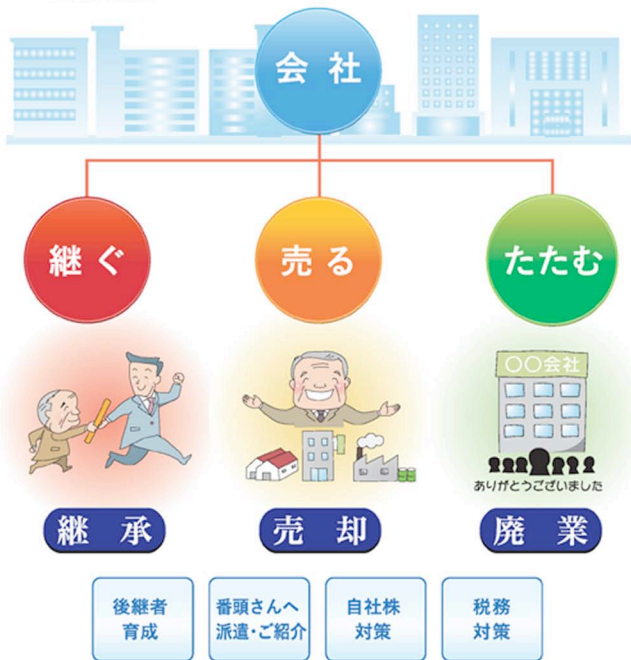 会社
継ぐ
売る
たたむ
〇〇会社
ありがとうございました
継承
売却
廃業
後継者
育成
番頭さんへ
派遣・ご紹介
自社株
対策
税務
対策